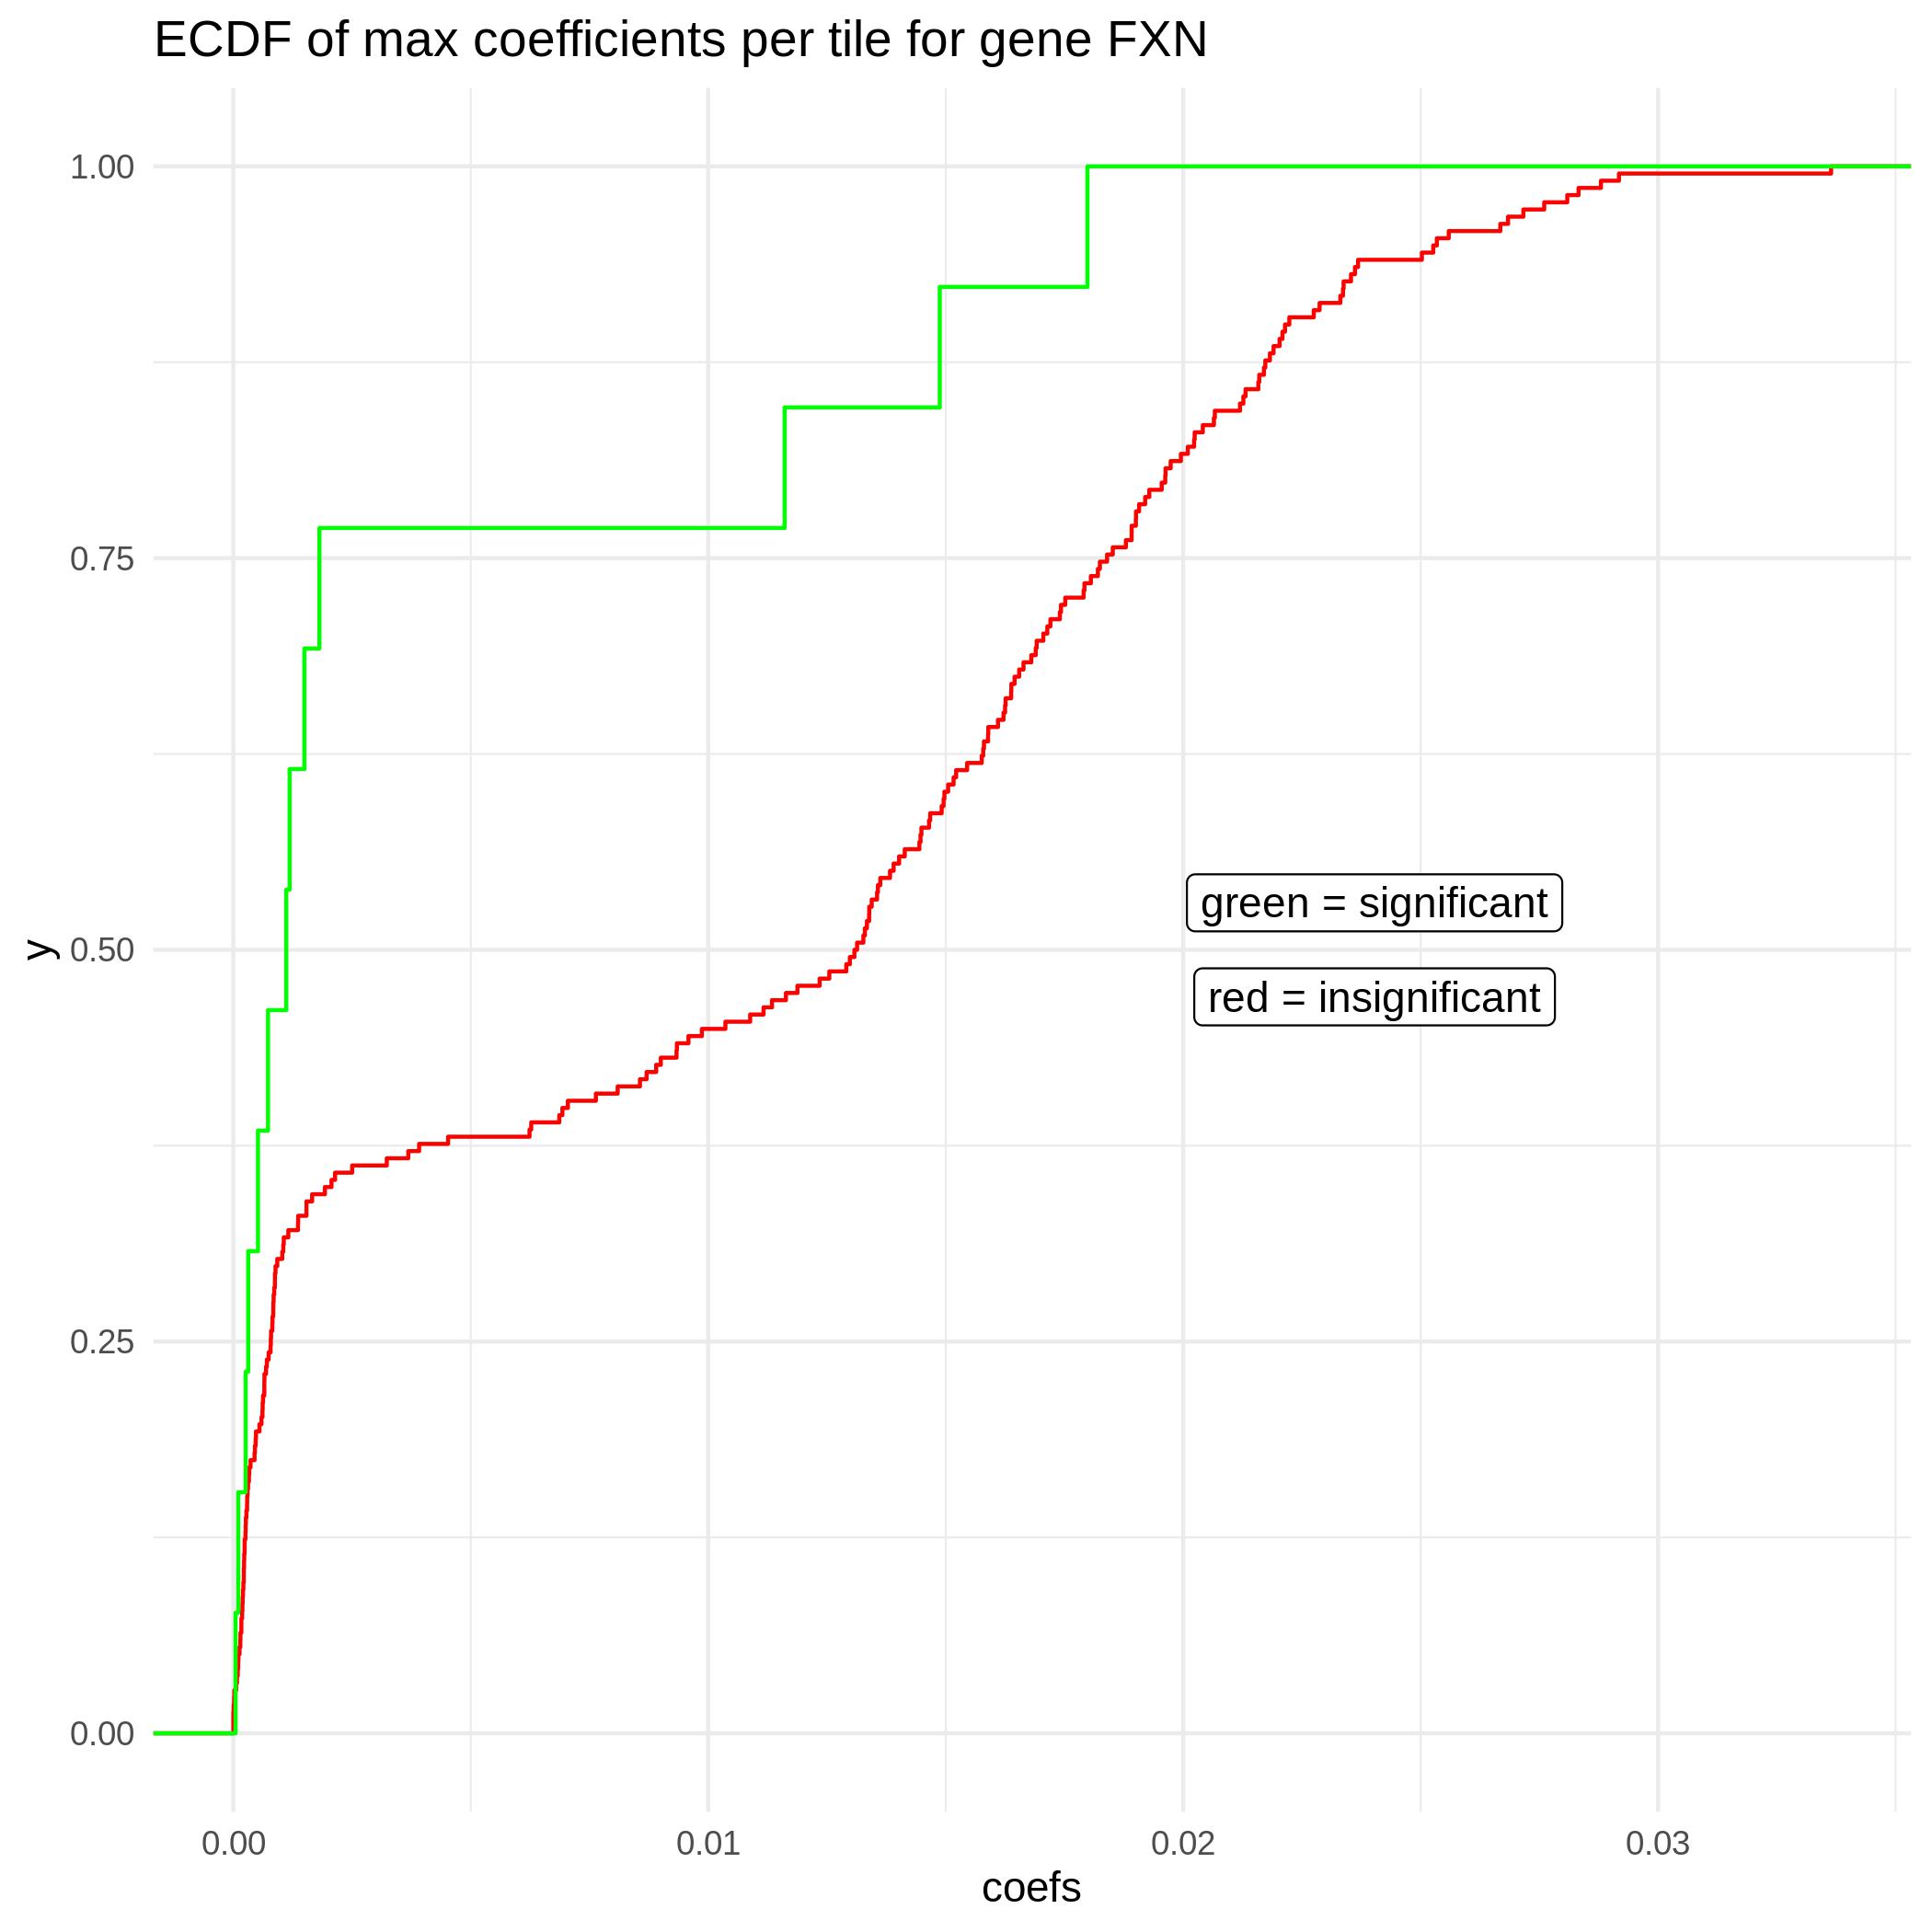 ECDF of max coefficients per tile for gene FXN
1.00
0.75
0.50
0.25
0.00
y
green = significant
red = insignificant
0.00 0.01 0.02 0.03
coefs